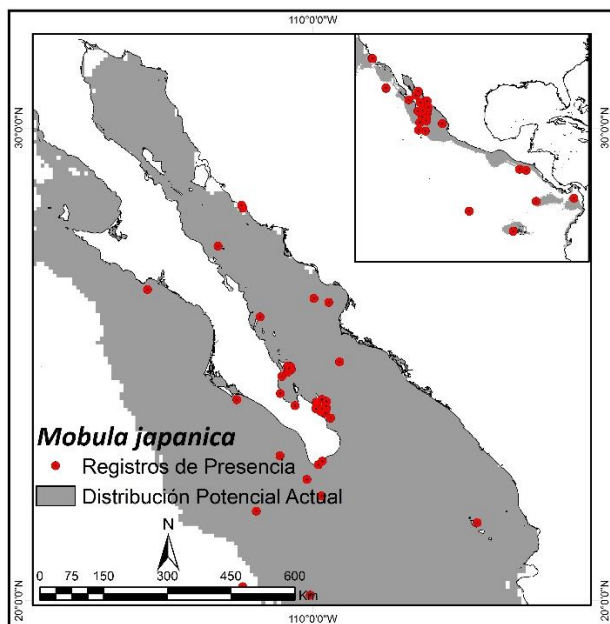 110°0'0"W
30°0'0"N
30°0'0"N
Mobula japanica
Registros de Presencia
Distribución Potencial Actual
N
0 75 150 300 450 600
Km
20°0'0"N
20°0'0"N
110°0'0"W